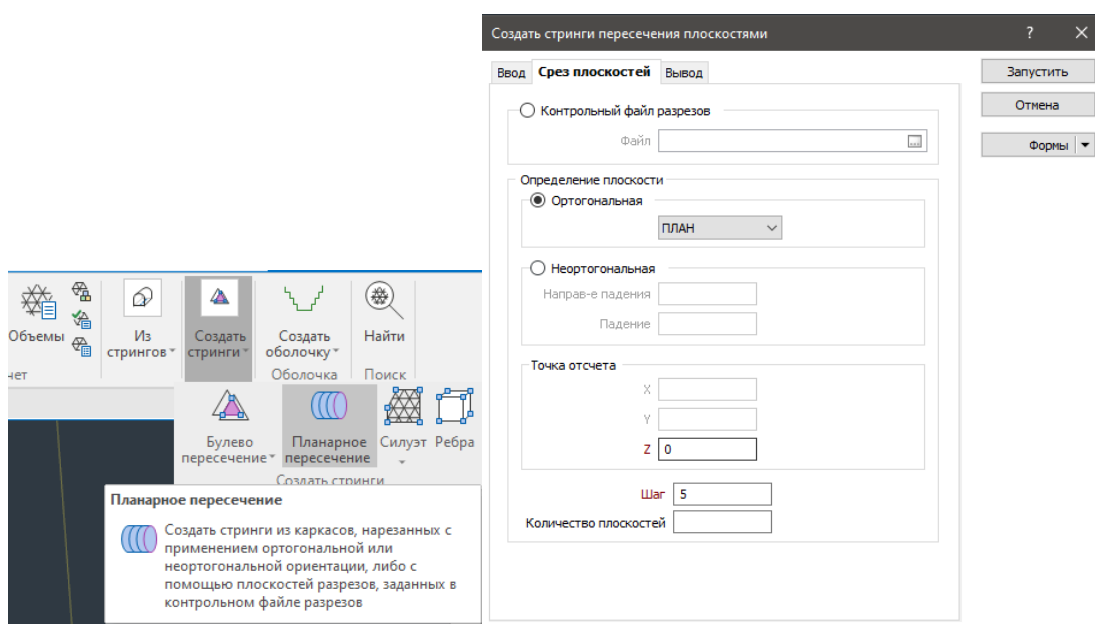 Создать стринги пересечения плоскостями ? ×
Ввод Срез плоскостей Вывод
Запустить
Отмена
Формы
Контрольный файл разрезов
Файл
Определение плоскости
Ортогональная
ПЛАН
Неортогональная
Направ-е падения
Падение
Точка отсчета
X
Y
Z 0
Шаг 5
Количество плоскостей
Объемы
Из стрингов
Создать стринги
Создать оболочку
Найти
чет
Оболочка
Поиск
Булево пересечение
Планарное пересечение
Силуэт
Ребра
Создать стринги
Планарное пересечение
Создать стринги из каркасов, нарезанных с
применением ортогональной или
неортогональной ориентации, либо с
помощью плоскостей разрезов, заданных в
контрольном файле разрезов